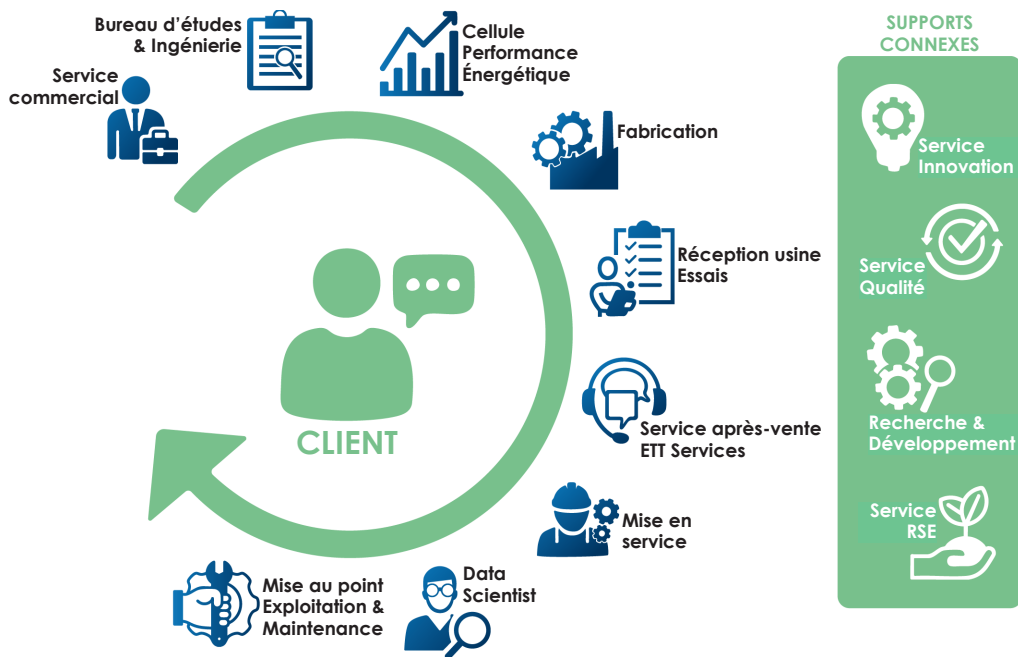 Service
commercial
Bureau d'études
& Ingénierie
Cellule
Performance
Énergétique
Fabrication
Réception usine
Essais
Service après-vente
ETT Services
Mise en
service
Data
Scientist
Mise au point
Exploitation &
Maintenance
CLIENT
SUPPORTS
CONNEXES
Service
Innovation
Service
Qualité
Recherche &
Développement
Service
RSE